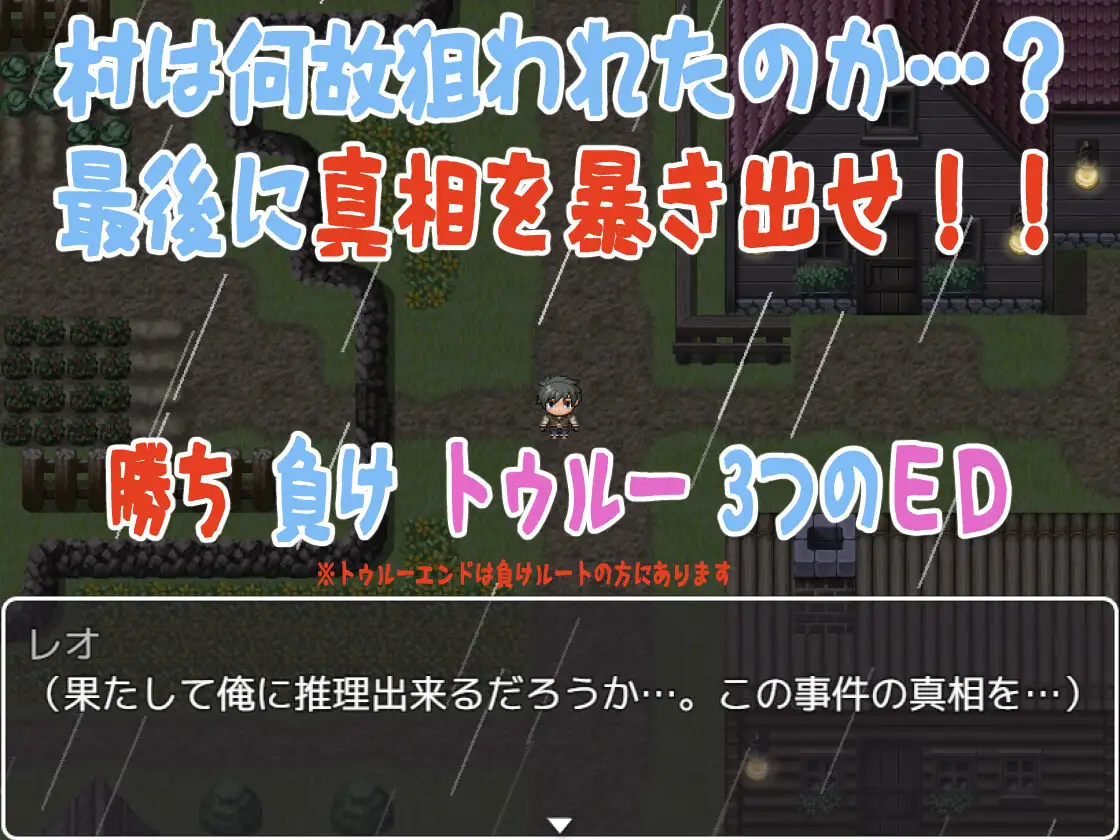 村は何故狙われたのか…？
最後に真相を暴き出せ！！
勝ち 負け トゥルー 3つのED
※トゥルーエンドは負けルートの方にあります
レオ
（果たして俺に推理出来るだろうか…。この事件の真相を…）